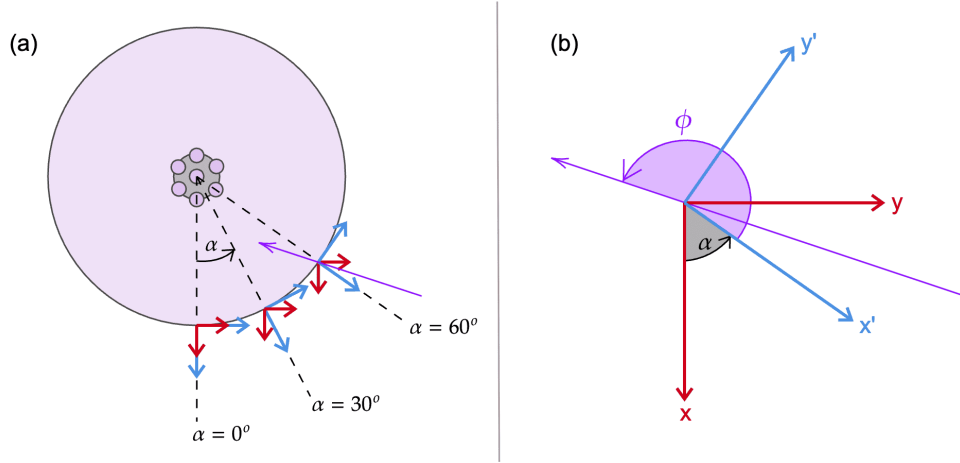 (a)
α
α = 60°
α = 30°
α = 0°
(b)
y'
ϕ
y
α
x'
x